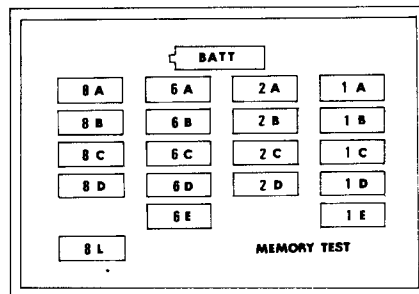 BATT
8 A 6 A 2 A 1 A
8 B 6 B 2 B 1 B
8 C 6 C 2 C 1 C
8 D 6 D 2 D 1 D
6 E 1 E
8 L MEMORY TEST